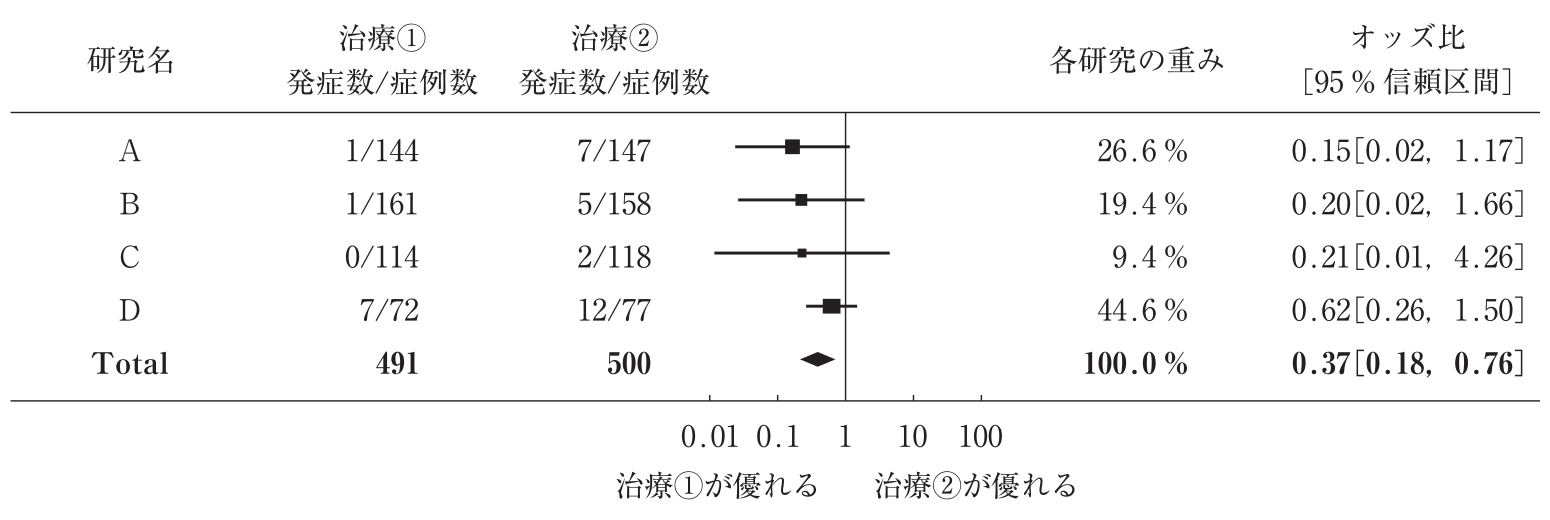 研究名 治療① 発症数/症例数 治療② 発症数/症例数 各研究の重み オッズ比 [95 % 信頼区間]
A 1/144 7/147 26.6 % 0.15[0.02, 1.17]
B 1/161 5/158 19.4 % 0.20[0.02, 1.66]
C 0/114 2/118 9.4 % 0.21[0.01, 4.26]
D 7/72 12/77 44.6 % 0.62[0.26, 1.50]
Total 491 500 100.0 % 0.37[0.18, 0.76]
0.01 0.1 1 10 100
治療①が優れる 治療②が優れる